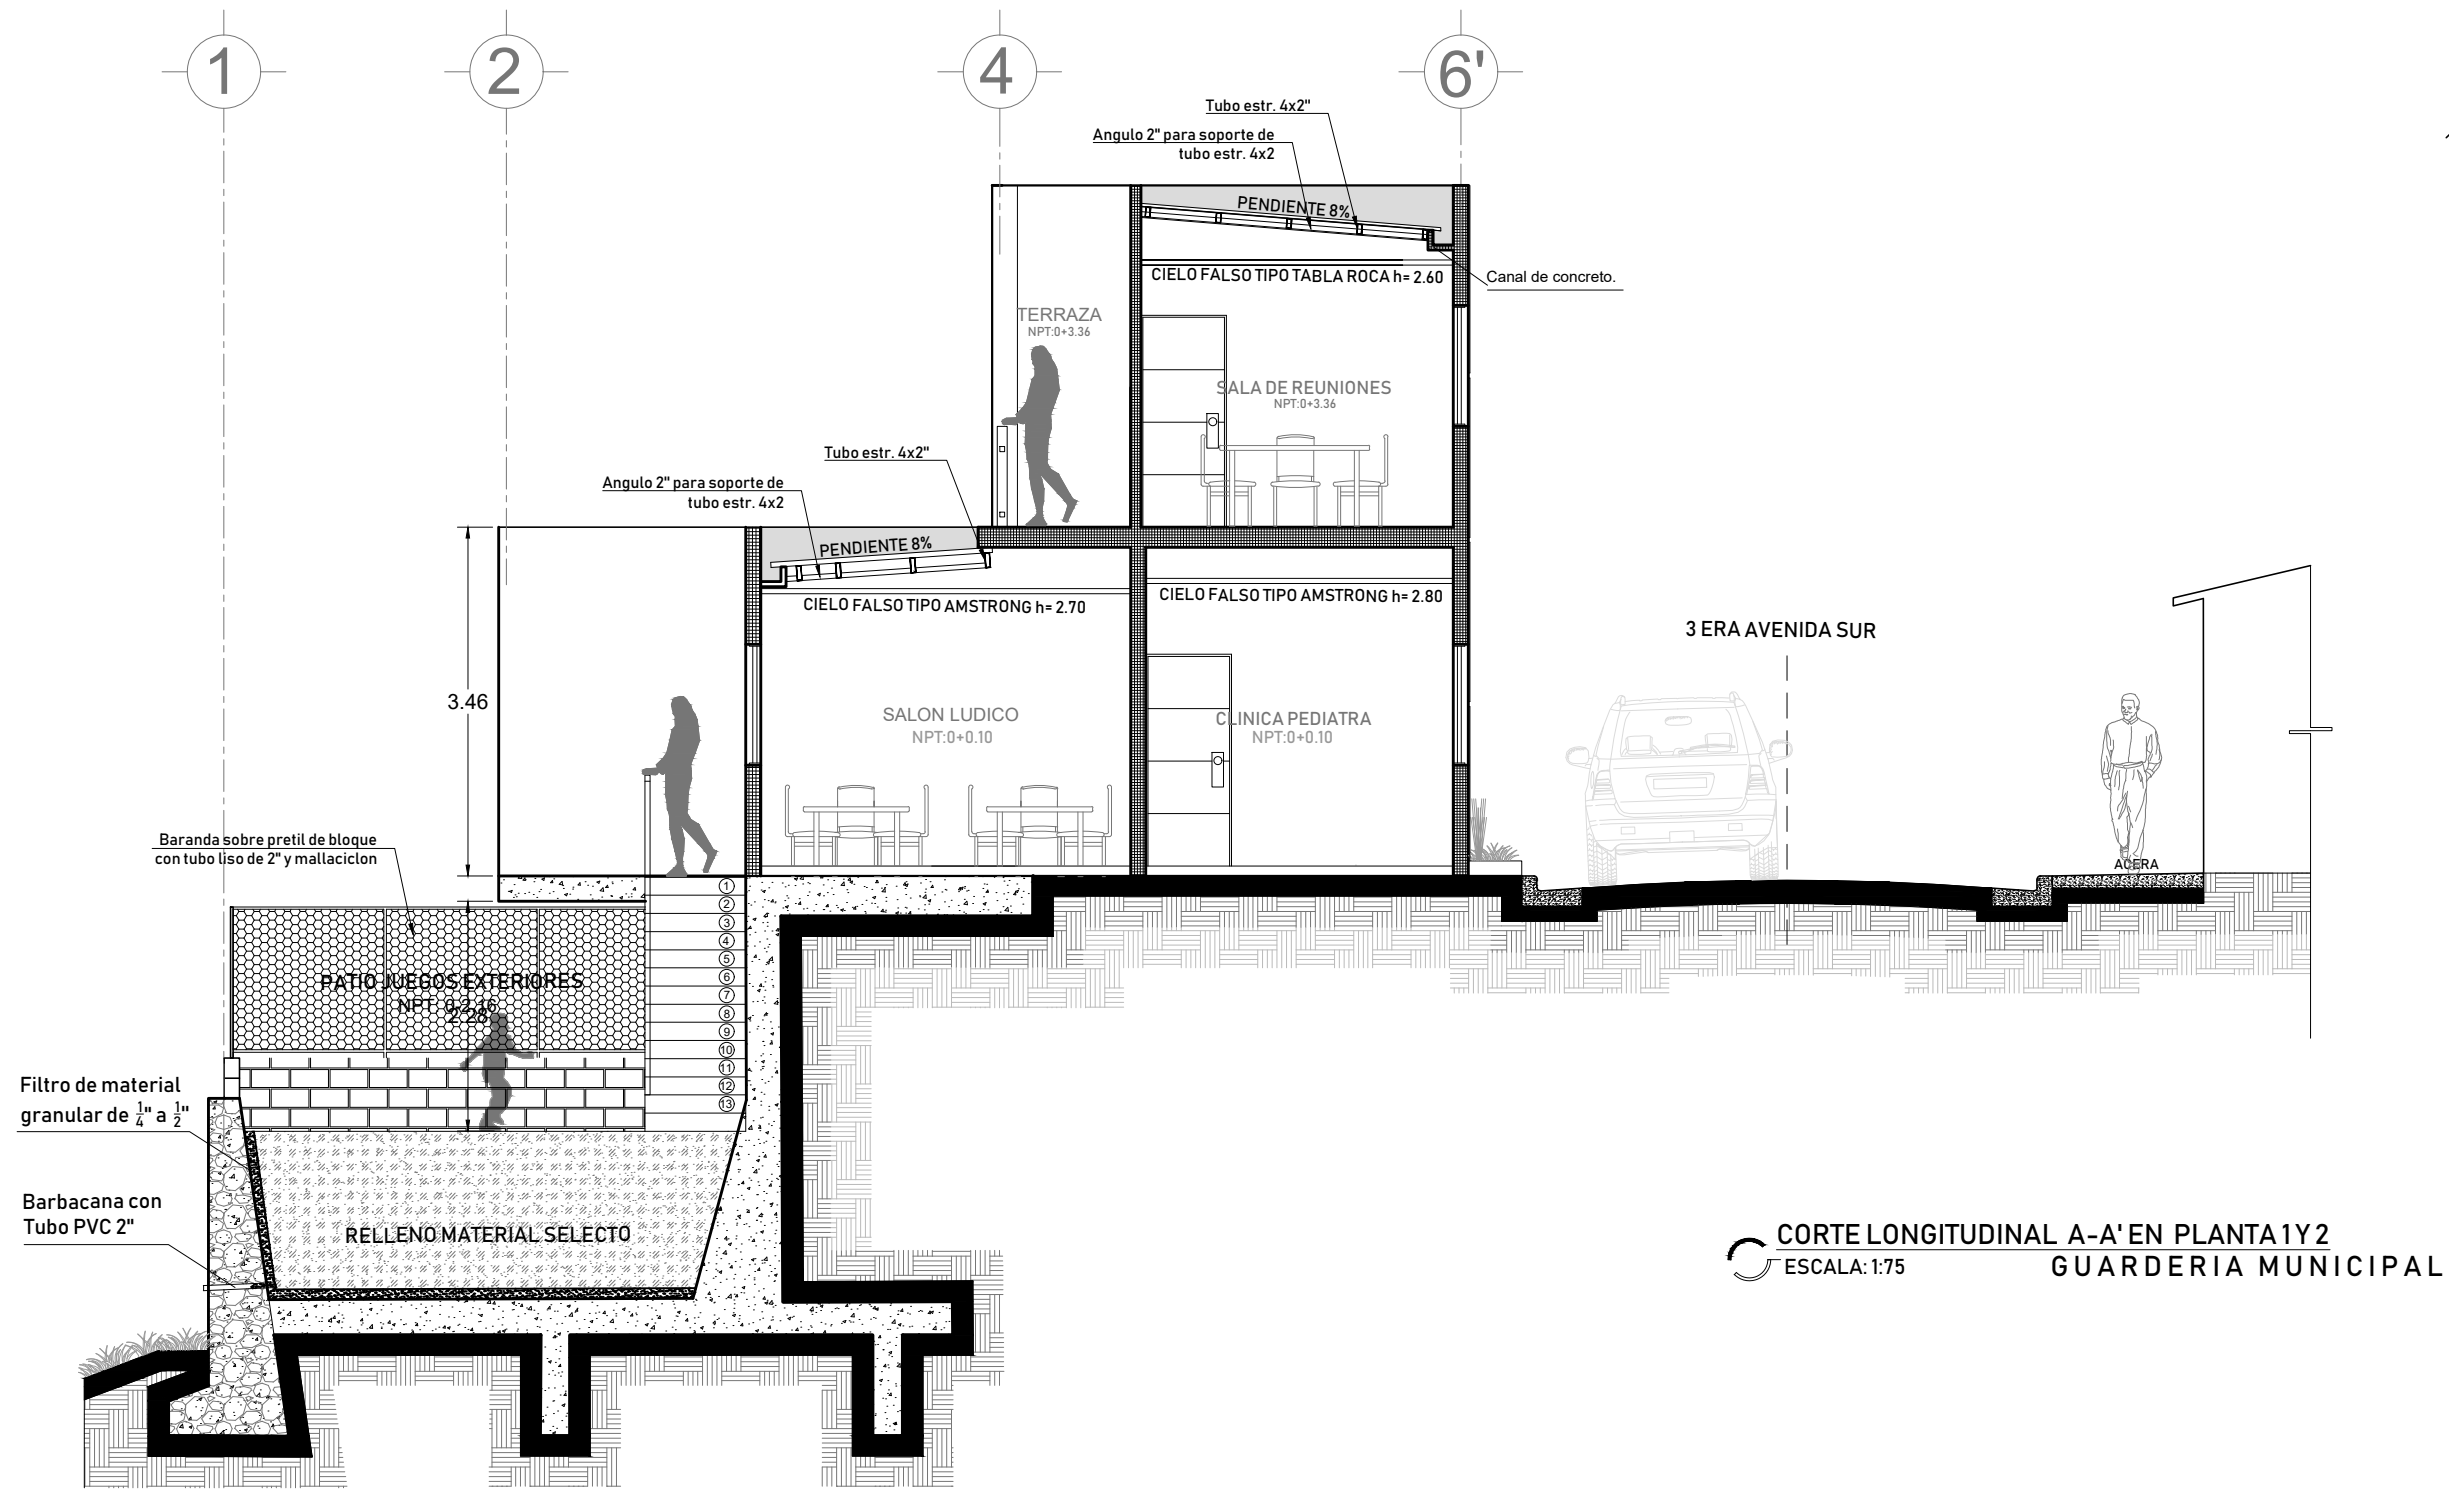 1
2
4
6'
Tubo estr. 4x2"
Angulo 2" para soporte de
tubo estr. 4x2
PENDIENTE 8%
CIELO FALSO TIPO TABLA ROCA h= 2.60
Canal de concreto.
TERRAZA
NPT:0+3.36
SALA DE REUNIONES
NPT:0+3.36
Tubo estr. 4x2"
Angulo 2" para soporte de
tubo estr. 4x2
PENDIENTE 8%
CIELO FALSO TIPO AMSTRONG h= 2.70
CIELO FALSO TIPO AMSTRONG h= 2.80
3 ERA AVENIDA SUR
3.46
SALON LUDICO
NPT:0+0.10
CLINICA PEDIATRA
NPT:0+0.10
Baranda sobre pretil de bloque
con tubo liso de 2" y mallaciclon
ACERA
1
2
3
4
5
6
7
8
9
10
11
12
13
PATIO JUEGOS EXTERIORES
NPT: 0-2.16
2.28
Filtro de material
granular de 1/4" a 1/2"
Barbacana con
Tubo PVC 2"
RELLENO MATERIAL SELECTO
CORTE LONGITUDINAL A-A' EN PLANTA 1 Y 2
ESCALA: 1:75
GUARDERIA MUNICIPAL